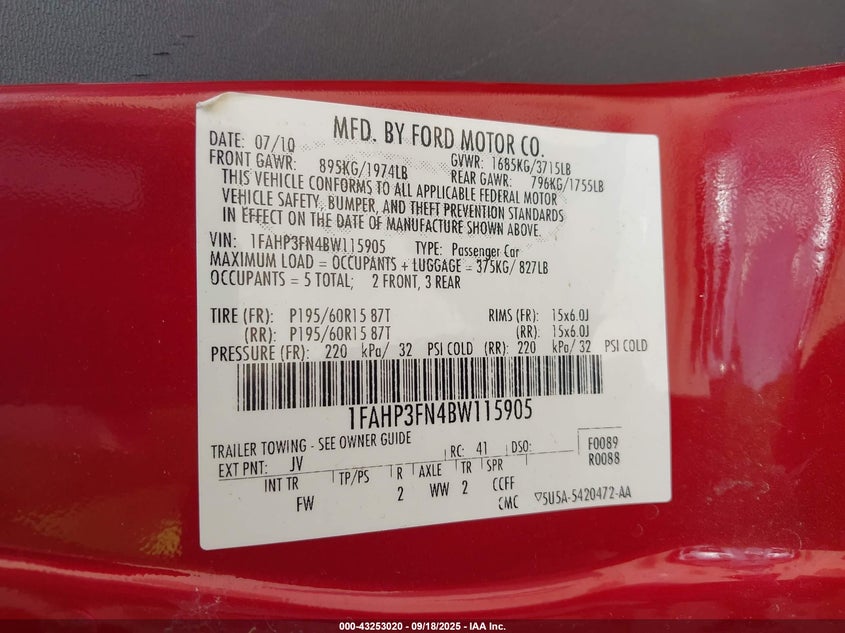 MFD. BY FORD MOTOR CO.
DATE: 07/10 GVWR: 1685KG/3715LB
FRONT GAWR: 895KG/1974LB REAR GAWR: 796KG/1755LB
THIS VEHICLE CONFORMS TO ALL APPLICABLE FEDERAL MOTOR
VEHICLE SAFETY, BUMPER, AND THEFT PREVENTION STANDARDS
IN EFFECT ON THE DATE OF MANUFACTURE SHOWN ABOVE.
VIN: 1FAHP3FN4BW115905 TYPE: Passenger Car
MAXIMUM LOAD = OCCUPANTS + LUGGAGE = 375KG/ 827LB
OCCUPANTS = 5 TOTAL; 2 FRONT, 3 REAR
TIRE (FR): P195/60R15 87T RIMS (FR): 15x6.0J
(RR): P195/60R15 87T (RR): 15x6.0J
PRESSURE (FR): 220 kPa/ 32 PSI COLD (RR): 220 kPa/ 32 PSI COLD
1FAHP3FN4BW115905
TRAILER TOWING - SEE OWNER GUIDE
EXT PNT: JV RC: 41 DSO: F0089
R0088
INT TR TP/PS R AXLE TR SPR
FW 2 WW 2 CCFF
CMC ▽5U5A-5420472-AA
000-43253020 - 09/18/2025 - IAA Inc.